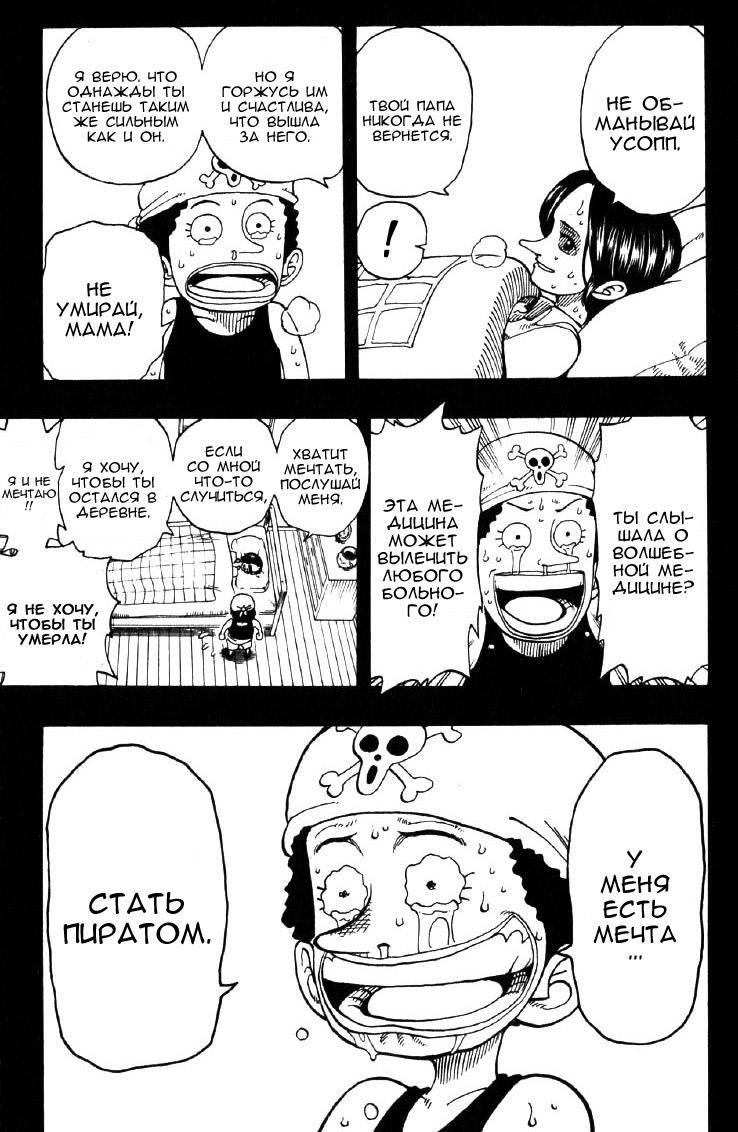 НЕ ОБ-
МАНЫВАЙ
УСОПП.
ТВОЙ ПАПА
НИКОГДА НЕ
ВЕРНЕТСЯ.
!
НО Я
ГОРЖУСЬ ИМ
И СЧАСТЛИВА,
ЧТО ВЫШЛА
ЗА НЕГО.
Я ВЕРЮ. ЧТО
ОДНАЖДЫ ТЫ
СТАНЕШЬ ТАКИМ
ЖЕ СИЛЬНЫМ
КАК И ОН.
НЕ
УМИРАЙ,
МАМА!
ТЫ СЛЫ-
ШАЛА О
ВОЛШЕБ-
НОЙ МЕ-
ДИЦИНЕ?
ЭТА МЕ-
ДИЦИНА
МОЖЕТ
ВЫЛЕЧИТЬ
ЛЮБОГО
БОЛЬНО-
ГО!
ХВАТИТ
МЕЧТАТЬ,
ПОСЛУШАЙ
МЕНЯ.
ЕСЛИ
СО МНОЙ
ЧТО-ТО
СЛУЧИТЬСЯ,
Я ХОЧУ,
ЧТОБЫ ТЫ
ОСТАЛСЯ В
ДЕРЕВНЕ.
Я И НЕ
МЕЧТАЮ
!!
Я НЕ ХОЧУ,
ЧТОБЫ ТЫ
УМЕРЛА!
У
МЕНЯ
ЕСТЬ
МЕЧТА
...
СТАТЬ
ПИРАТОМ.